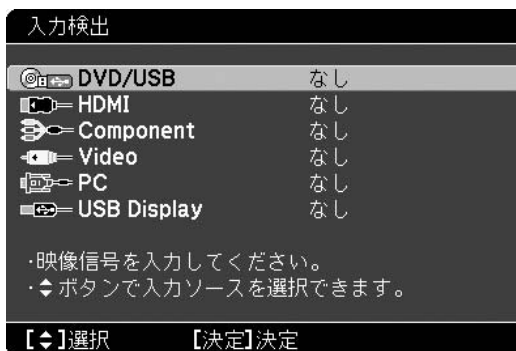 入力検出
DVD/USB なし
HDMI なし
Component なし
Video なし
PC なし
USB Display なし
･映像信号を入力してください。
･ボタンで入力ソースを選択できます。
【】選択 【決定】決定